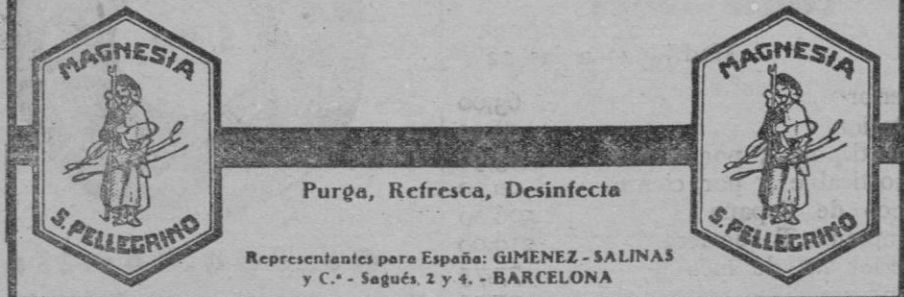 MAGNESIA
S. PELLEGRINO
MAGNESIA
S. PELLEGRINO
Purga, Refresca, Desinfecta
Representantes para España: GIMENEZ - SALINAS
y C.ª - Sagués, 2 y 4. - BARCELONA